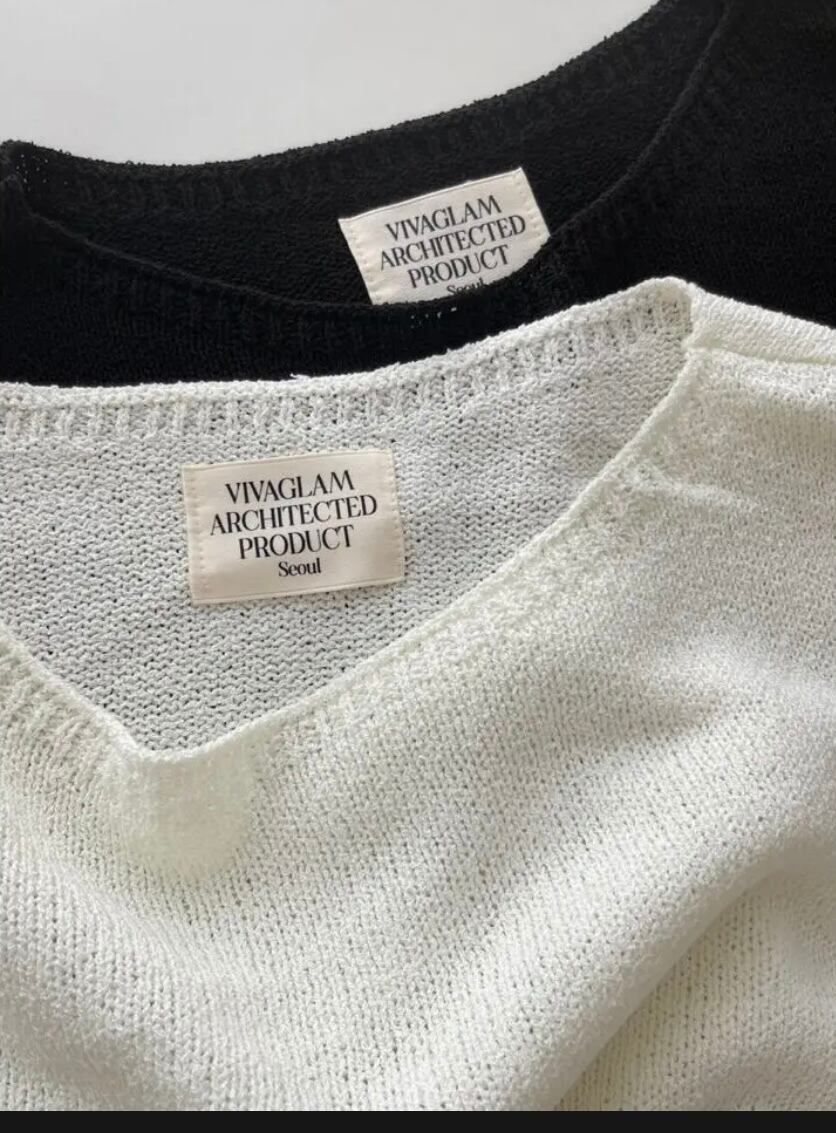 VIVAGLAM
ARCHITECTED
PRODUCT
Seoul
VIVAGLAM
ARCHITECTED
PRODUCT
Seoul